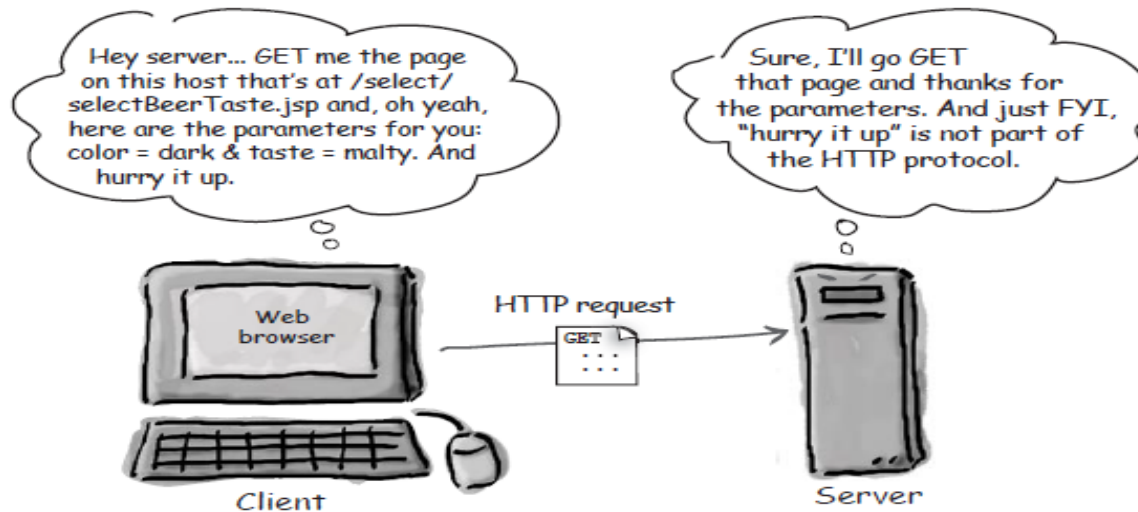 Hey server... GET me the page
on this host that's at /select/
selectBeerTaste.jsp and, oh yeah,
here are the parameters for you:
color = dark & taste = malty. And
hurry it up.
Sure, I'll go GET
that page and thanks for
the parameters. And just FYI,
"hurry it up" is not part of
the HTTP protocol.
Web
browser
HTTP request
GET
...
...
Client
Server